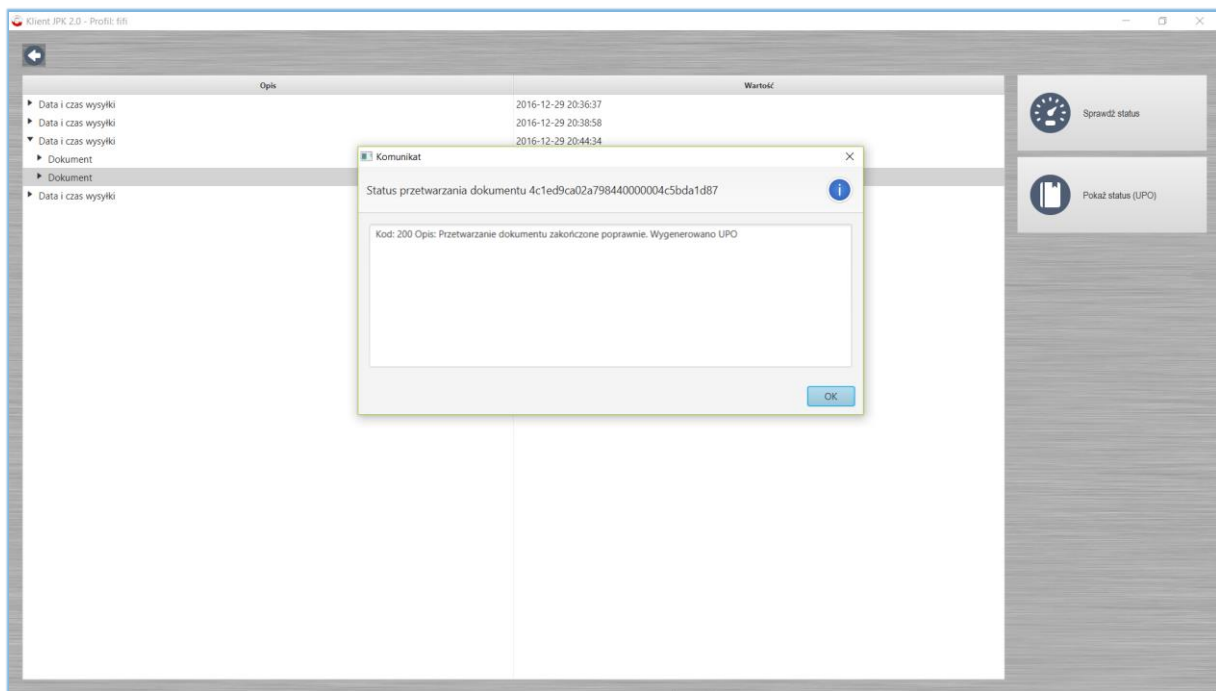 Klient JPK 2.0 - Profil: fifi
Opis Wartość
Data i czas wysyłki 2016-12-29 20:36:37
Data i czas wysyłki 2016-12-29 20:38:58
Data i czas wysyłki 2016-12-29 20:44:34
Dokument
Dokument
Data i czas wysyłki
Komunikat
Status przetwarzania dokumentu 4c1ed9ca02a798440000004c5bda1d87
Kod: 200 Opis: Przetwarzanie dokumentu zakończone poprawnie. Wygenerowano UPO
OK
Sprawdź status
Pokaż status (UPO)